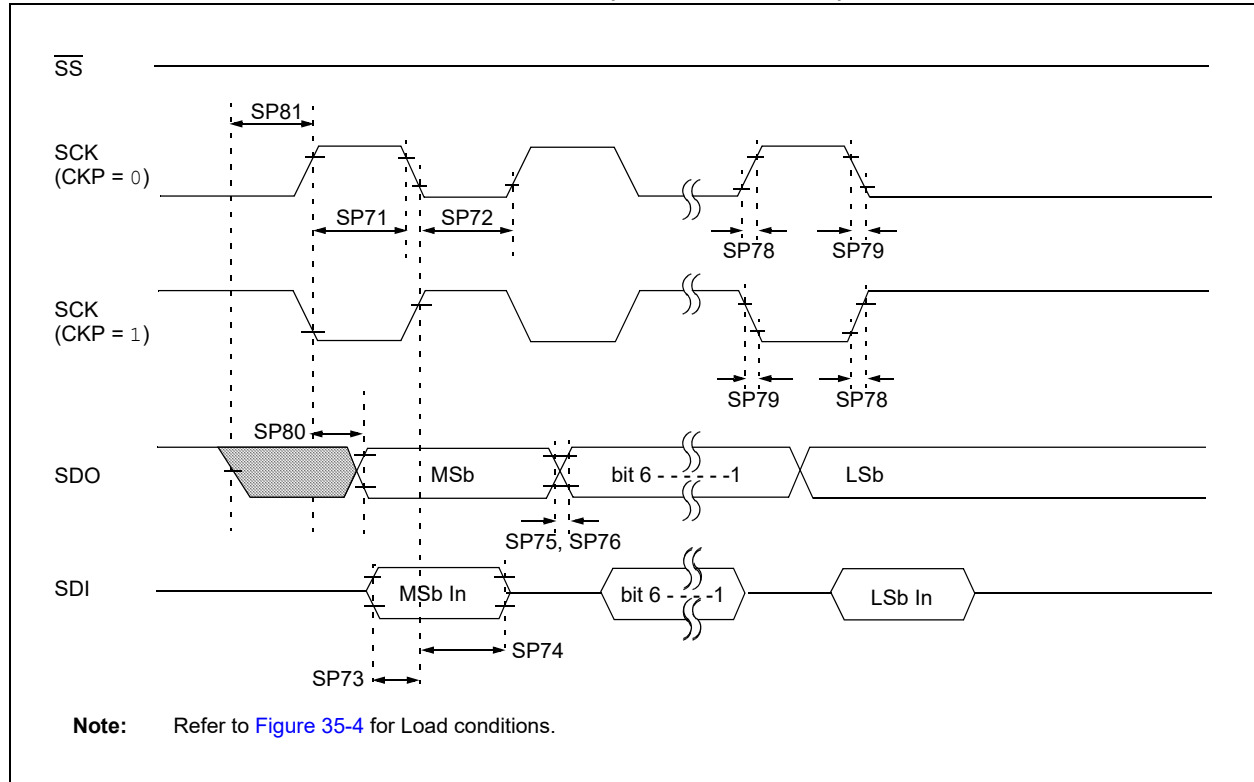 SS
SP81
SCK
(CKP = 0)
SP71
SP72
SP78
SP79
SCK
(CKP = 1)
SP79
SP78
SP80
SDO
MSb
bit 6 - - - - - -1
LSb
SP75, SP76
SDI
MSb In
bit 6 - - - -1
LSb In
SP74
SP73
Note: Refer to Figure 35-4 for Load conditions.